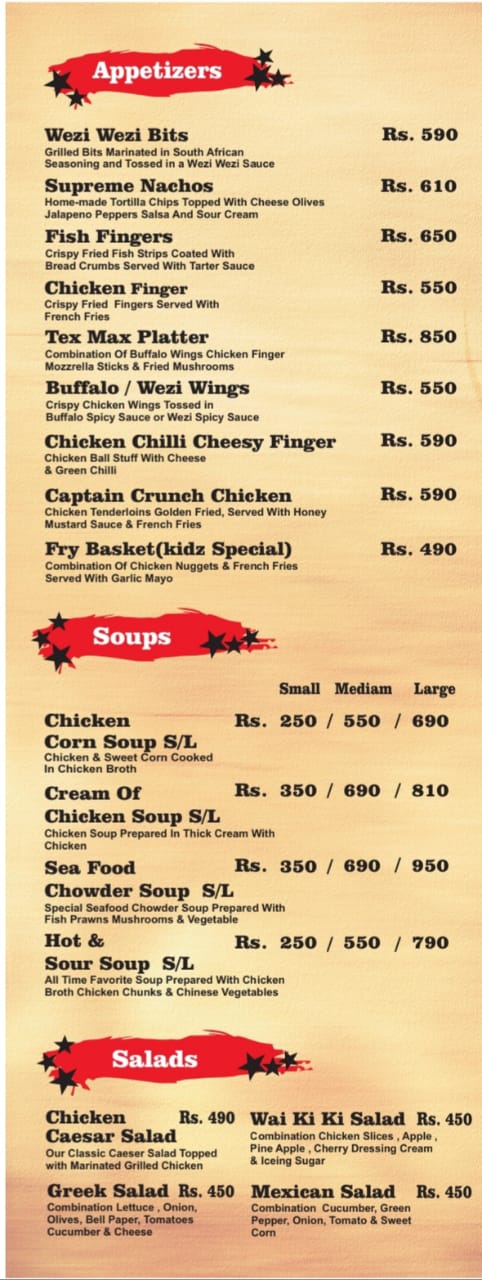 Appetizers
Wezi Wezi Bits Rs. 590
Grilled Bits Marinated in South African
Seasoning and Tossed in a Wezi Wezi Sauce
Supreme Nachos Rs. 610
Home-made Tortilla Chips Topped With Cheese Olives
Jalapeno Peppers Salsa And Sour Cream
Fish Fingers Rs. 650
Crispy Fried Fish Strips Coated With
Bread Crumbs Served With Tarter Sauce
Chicken Finger Rs. 550
Crispy Fried Fingers Served With
French Fries
Tex Max Platter Rs. 850
Combination Of Buffalo Wings Chicken Finger
Mozzrella Sticks & Fried Mushrooms
Buffalo / Wezi Wings Rs. 550
Crispy Chicken Wings Tossed in
Buffalo Spicy Sauce or Wezi Spicy Sauce
Chicken Chilli Cheesy Finger Rs. 590
Chicken Ball Stuff With Cheese
& Green Chilli
Captain Crunch Chicken Rs. 590
Chicken Tenderloins Golden Fried, Served With Honey
Mustard Sauce & French Fries
Fry Basket(kidz Special) Rs. 490
Combination Of Chicken Nuggets & French Fries
Served With Garlic Mayo
Soups
Small Mediam Large
Chicken Rs. 250 / 550 / 690
Corn Soup S/L
Chicken & Sweet Corn Cooked
In Chicken Broth
Cream Of Rs. 350 / 690 / 810
Chicken Soup S/L
Chicken Soup Prepared In Thick Cream With
Chicken
Sea Food Rs. 350 / 690 / 950
Chowder Soup S/L
Special Seafood Chowder Soup Prepared With
Fish Prawns Mushrooms & Vegetable
Hot & Rs. 250 / 550 / 790
Sour Soup S/L
All Time Favorite Soup Prepared With Chicken
Broth Chicken Chunks & Chinese Vegetables
Salads
Chicken Rs. 490
Caesar Salad
Our Classic Caeser Salad Topped
with Marinated Grilled Chicken
Wai Ki Ki Salad Rs. 450
Combination Chicken Slices , Apple ,
Pine Apple , Cherry Dressing Cream
& Iceing Sugar
Greek Salad Rs. 450
Combination Lettuce , Onion,
Olives, Bell Paper, Tomatoes
Cucumber & Cheese
Mexican Salad Rs. 450
Combination Cucumber, Green
Pepper, Onion, Tomato & Sweet
Corn